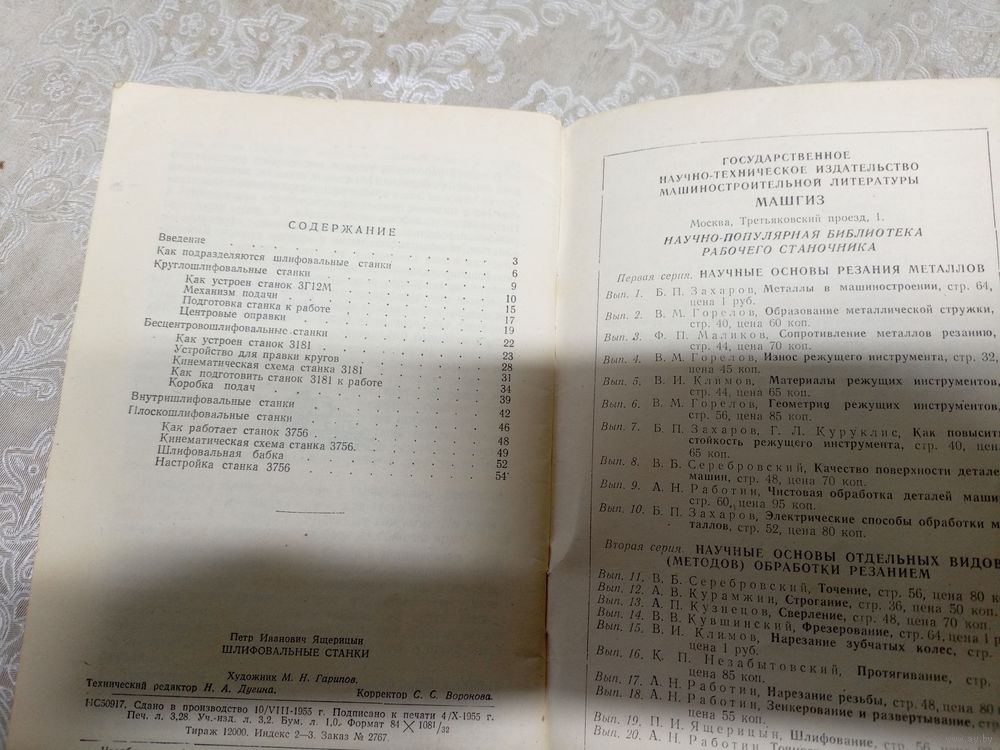 СОДЕРЖАНИЕ
Введение 3
Как подразделяются шлифовальные станки 6
Круглошлифовальные станки 9
Как устроен станок 3Г12М 10
Механизм подачи 15
Подготовка станка к работе 17
Центровые оправки 19
Бесцентровошлифовальные станки 22
Как устроен станок 3181 23
Устройство для правки кругов 28
Кинематическая схема станка 3181 31
Как подготовить станок 3181 к работе 34
Коробка подач 39
Внутришлифовальные станки 42
Плоскошлифовальные станки 46
Как работает станок 3756 48
Кинематическая схема станка 3756. 49
Шлифовальная бабка 52
Настройка станка 3756 54
Петр Иванович Ящерицын
ШЛИФОВАЛЬНЫЕ СТАНКИ
Художник М. Н. Гарипов.
Технический редактор Н. А. Дугина. Корректор С. С. Воронова.
НС50917. Сдано в производство 10/VIII-1955 г. Подписано к печати 4/X-1955 г.
Печ. л. 3,28. Уч.-изд. л. 3,2. Бум. л. 1,0. Формат 84 × 108 1/32
Тираж 12000. Индекс 2—3. Заказ № 2767.
ГОСУДАРСТВЕННОЕ
НАУЧНО-ТЕХНИЧЕСКОЕ ИЗДАТЕЛЬСТВО
МАШИНОСТРОИТЕЛЬНОЙ ЛИТЕРАТУРЫ
МАШГИЗ
Москва, Третьяковский проезд, 1.
НАУЧНО-ПОПУЛЯРНАЯ БИБЛИОТЕКА
РАБОЧЕГО СТАНОЧНИКА
Первая серия. НАУЧНЫЕ ОСНОВЫ РЕЗАНИЯ МЕТАЛЛОВ
Вып. 1. Б. П. Захаров, Металлы в машиностроении, стр. 64,
цена 1 руб.
Вып. 2. В. М. Горелов, Образование металлической стружки,
стр. 40, цена 60 коп.
Вып. 3. Ф. П. Маликов, Сопротивление металлов резанию,
стр. 44, цена 70 коп.
Вып. 4. В. М. Горелов, Износ режущего инструмента, стр. 32,
цена 45 коп.
Вып. 5. В. И. Климов, Материалы режущих инструментов,
стр. 44, цена 65 коп.
Вып. 6. В. М. Горелов, Геометрия режущих инструментов,
стр. 56, цена 85 коп.
Вып. 7. Б. П. Захаров, Г. Л. Куруклис, Как повысить
стойкость режущего инструмента, стр. 40, цена
65 коп.
Вып. 8. В. Б. Серебровский, Качество поверхности детале
машин, стр. 48, цена 70 коп.
Вып. 9. А. Н. Работин, Чистовая обработка деталей маши
стр. 60, цена 95 коп.
Вып. 10. Б. П. Захаров, Электрические способы обработки м
таллов, стр. 52, цена 80 коп.
Вторая серия. НАУЧНЫЕ ОСНОВЫ ОТДЕЛЬНЫХ ВИДОВ
(МЕТОДОВ) ОБРАБОТКИ РЕЗАНИЕМ
Вып. 11. В. Б. Серебровский, Точение, стр. 56, цена 80 к
Вып. 12. А. В. Курамжин, Строгание, стр. 36, цена 50 коп.
Вып. 13. А. П. Кузнецов, Сверление, стр. 48, цена 70 коп.
Вып. 14. В. В. Кувшинский, Фрезерование, стр. 64, цена 1 р
Вып. 15. В. И. Климов, Нарезание зубчатых колес, стр.
цена 1 руб.
Вып. 16. К. П. Незабытовский, Протягивание, стр.
цена 85 коп.
Вып. 17. А. Н. Работин, Нарезание резьбы, стр. 48, цена 80
Вып. 18. А. Н. Работин, Зенкерование и развертывание, стр.
цена 55 коп.
Вып. 19. П. И. Ящерицын, Шлифование, стр. 56
Вып. 20. А. Н. Работин